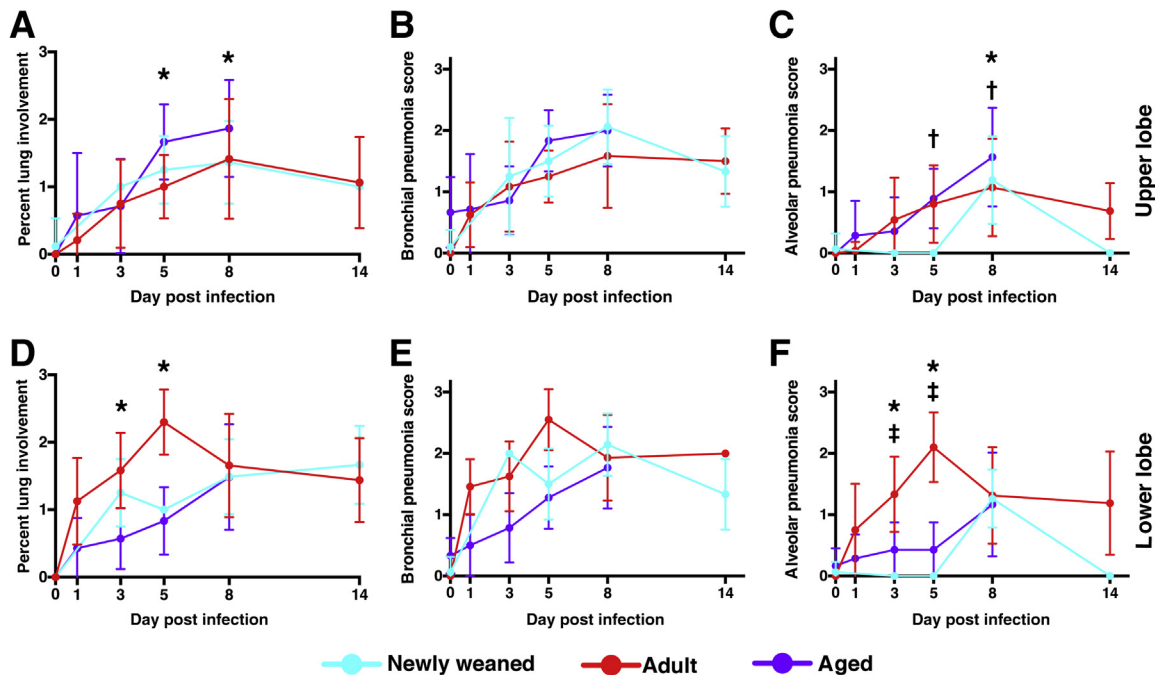 A
Percent lung involvement
3
2
1
0
* *
0 1 3 5 8 14
Day post infection
B
Bronchial pneumonia score
3
2
1
0
0 1 3 5 8 14
Day post infection
C
Alveolar pneumonia score
3
2
1
0
*
†
†
0 1 3 5 8 14
Day post infection
Upper lobe
D
Percent lung involvement
3
2
1
0
*
*
0 1 3 5 8 14
Day post infection
E
Bronchial pneumonia score
3
2
1
0
0 1 3 5 8 14
Day post infection
F
Alveolar pneumonia score
3
2
1
0
*
‡
*
‡
0 1 3 5 8 14
Day post infection
Lower lobe
Newly weaned Adult Aged